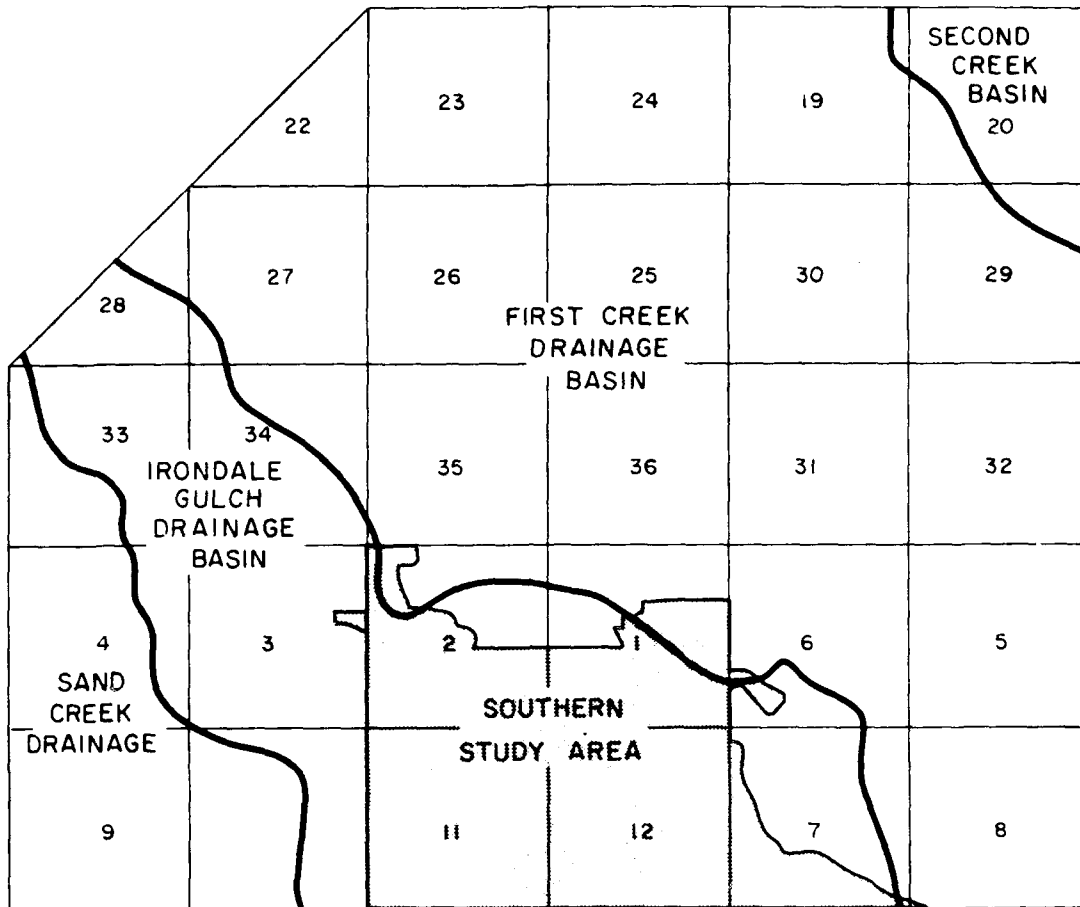 SECOND
CREEK
BASIN
23
24
19
20
22
27
26
25
30
29
28
FIRST CREEK
DRAINAGE
BASIN
33
34
35
36
31
32
IRONDALE
GULCH
DRAINAGE
BASIN
4
3
2
1
6
5
SAND
CREEK
DRAINAGE
SOUTHERN
STUDY AREA
9
11
12
7
8